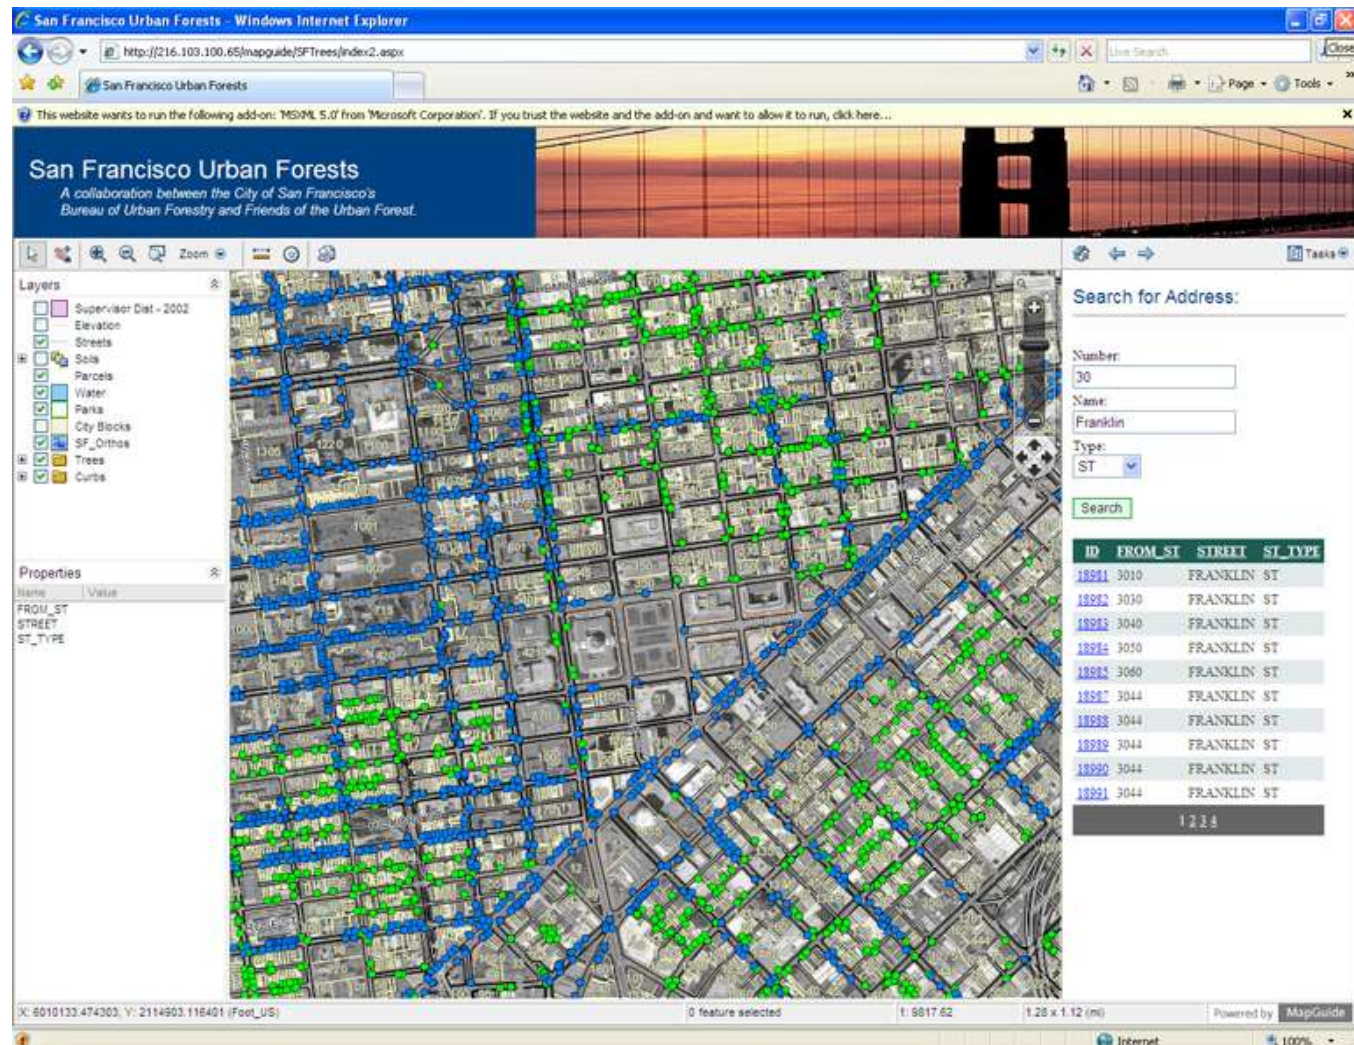 San Francisco Urban Forests - Windows Internet Explorer
http://216.103.100.65/mapguide/SFTrees/index2.aspx
Live Search
Close
San Francisco Urban Forests
Page
Tools
This website wants to run the following add-on: 'MSXML 5.0' from 'Microsoft Corporation'. If you trust the website and the add-on and want to allow it to run, click here...
San Francisco Urban Forests
A collaboration between the City of San Francisco's
Bureau of Urban Forestry and Friends of the Urban Forest.
Zoom
Tasks
Layers
Supervisor Dist - 2002
Elevation
Streets
Soils
Parcels
Water
Parks
City Blocks
SF_Orthos
Trees
Curbs
Properties
Name Value
FROM_ST
STREET
ST_TYPE
1220
1001
Search for Address:
Number:
30
Name:
Franklin
Type:
ST
Search
ID FROM_ST STREET ST_TYPE
18981 3010 FRANKLIN ST
18982 3030 FRANKLIN ST
18983 3040 FRANKLIN ST
18984 3050 FRANKLIN ST
18985 3060 FRANKLIN ST
18987 3044 FRANKLIN ST
18988 3044 FRANKLIN ST
18989 3044 FRANKLIN ST
18990 3044 FRANKLIN ST
18991 3044 FRANKLIN ST
1 2 3 4
X: 6010133.474303, Y: 2114903.116401 (Foot_US)
0 feature selected
1: 9817.62
1.28 x 1.12 (mi)
Powered by MapGuide
Internet
100%